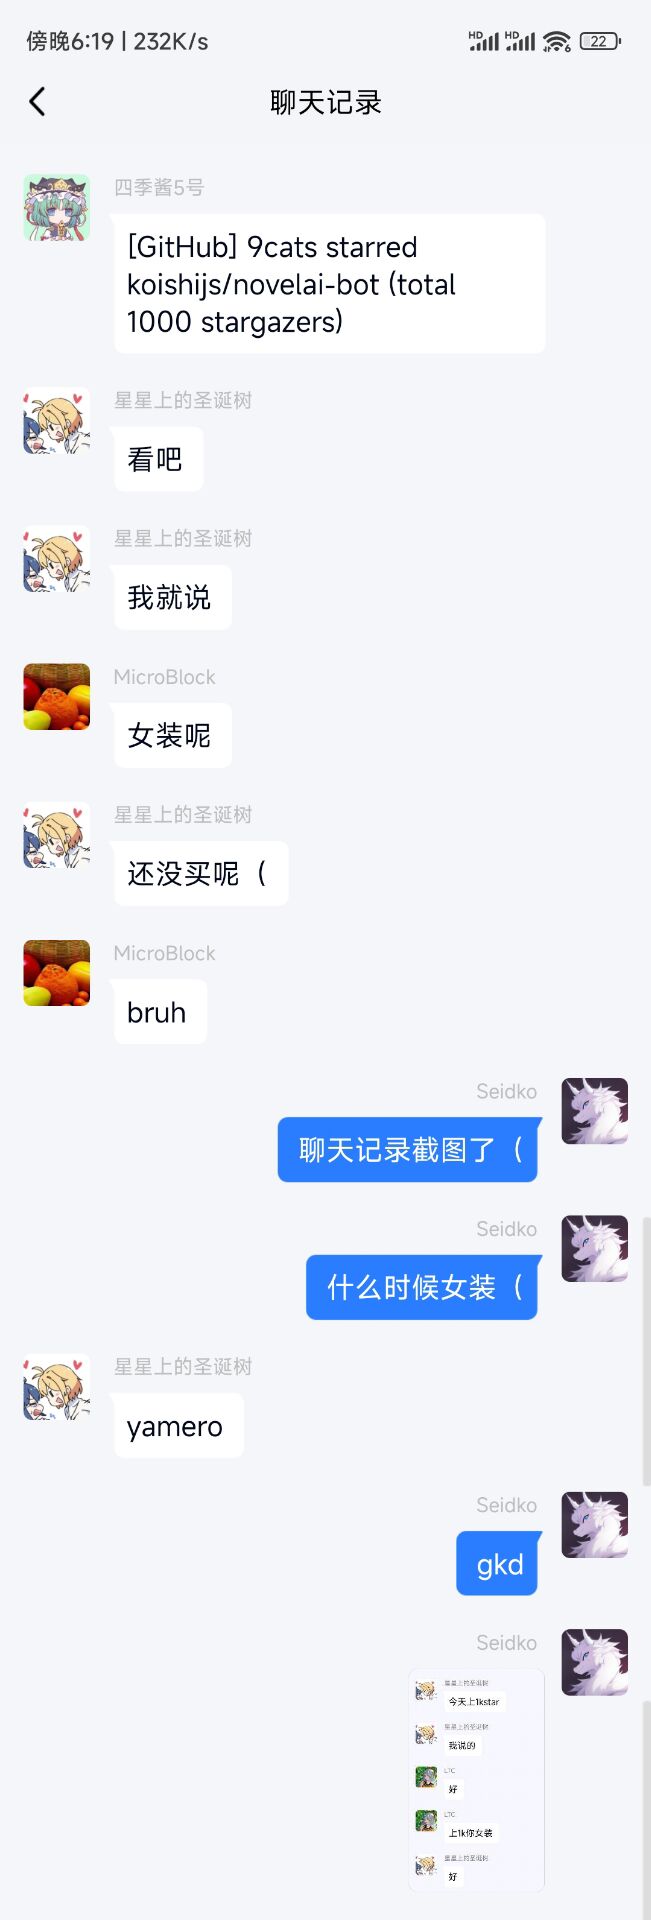 傍晚6:19 | 232K/s
HD HD 6 22
聊天记录
四季酱5号
[GitHub] 9cats starred
koishijs/novelai-bot (total
1000 stargazers)
星星上的圣诞树
看吧
星星上的圣诞树
我就说
MicroBlock
女装呢
星星上的圣诞树
还没买呢（
MicroBlock
bruh
Seidko
聊天记录截图了（
Seidko
什么时候女装（
星星上的圣诞树
yamero
Seidko
gkd
Seidko
星星上的圣诞树
今天上1kstar
星星上的圣诞树
我说的
LTC
好
LTC
上1k你女装
星星上的圣诞树
好